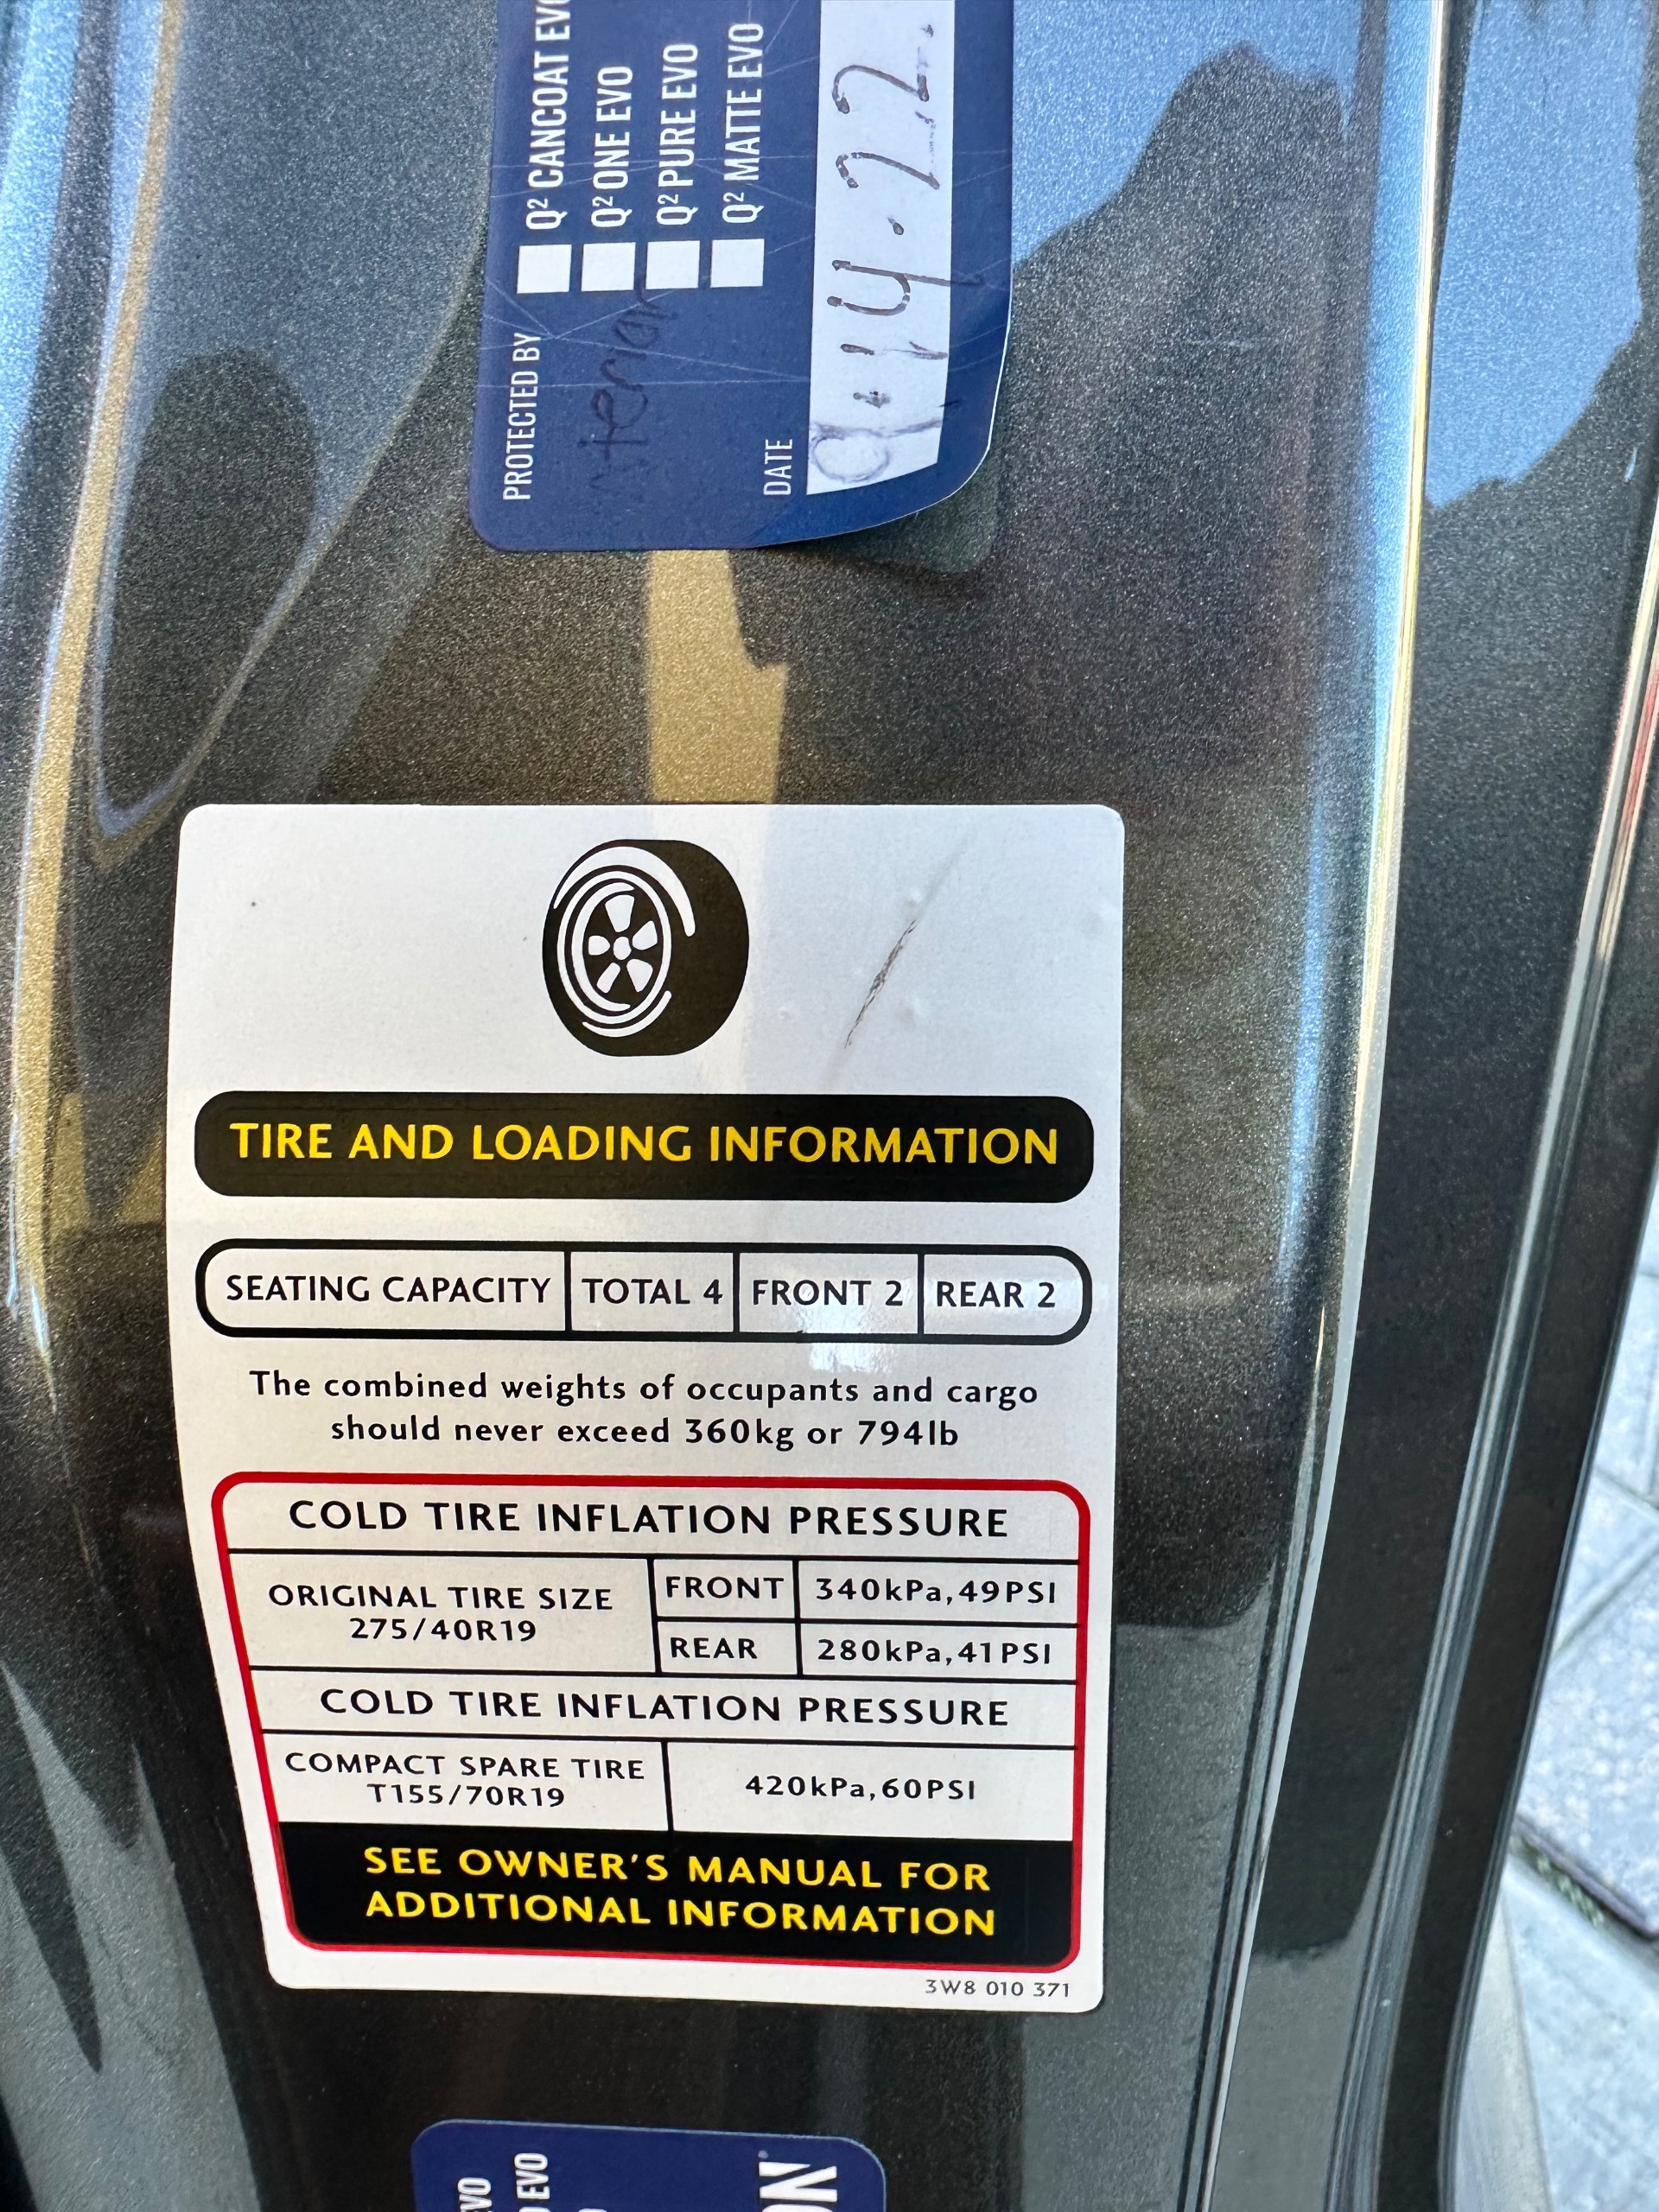 PROTECTED BY
Q² CANCOAT EVO
Q² ONE EVO
Q² PURE EVO
Q² MATTE EVO
DATE
TIRE AND LOADING INFORMATION
SEATING CAPACITY TOTAL 4 FRONT 2 REAR 2
The combined weights of occupants and cargo
should never exceed 360kg or 794lb
COLD TIRE INFLATION PRESSURE
ORIGINAL TIRE SIZE
275/40R19
FRONT 340kPa,49PSI
REAR 280kPa,41PSI
COLD TIRE INFLATION PRESSURE
COMPACT SPARE TIRE
T155/70R19
420kPa,60PSI
SEE OWNER'S MANUAL FOR
ADDITIONAL INFORMATION
3W8 010 371
EVO